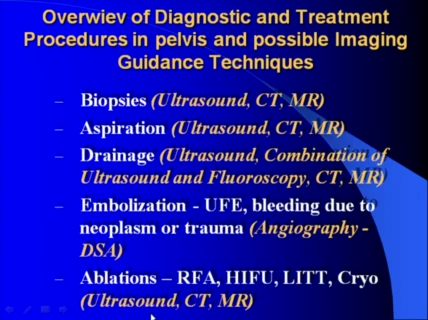 Overwiev of Diagnostic and Treatment
Procedures in pelvis and possible Imaging
Guidance Techniques
– Biopsies (Ultrasound, CT, MR)
– Aspiration (Ultrasound, CT, MR)
– Drainage (Ultrasound, Combination of
Ultrasound and Fluoroscopy, CT, MR)
– Embolization - UFE, bleeding due to
neoplasm or trauma (Angiography -
DSA)
– Ablations – RFA, HIFU, LITT, Cryo
(Ultrasound, CT, MR)